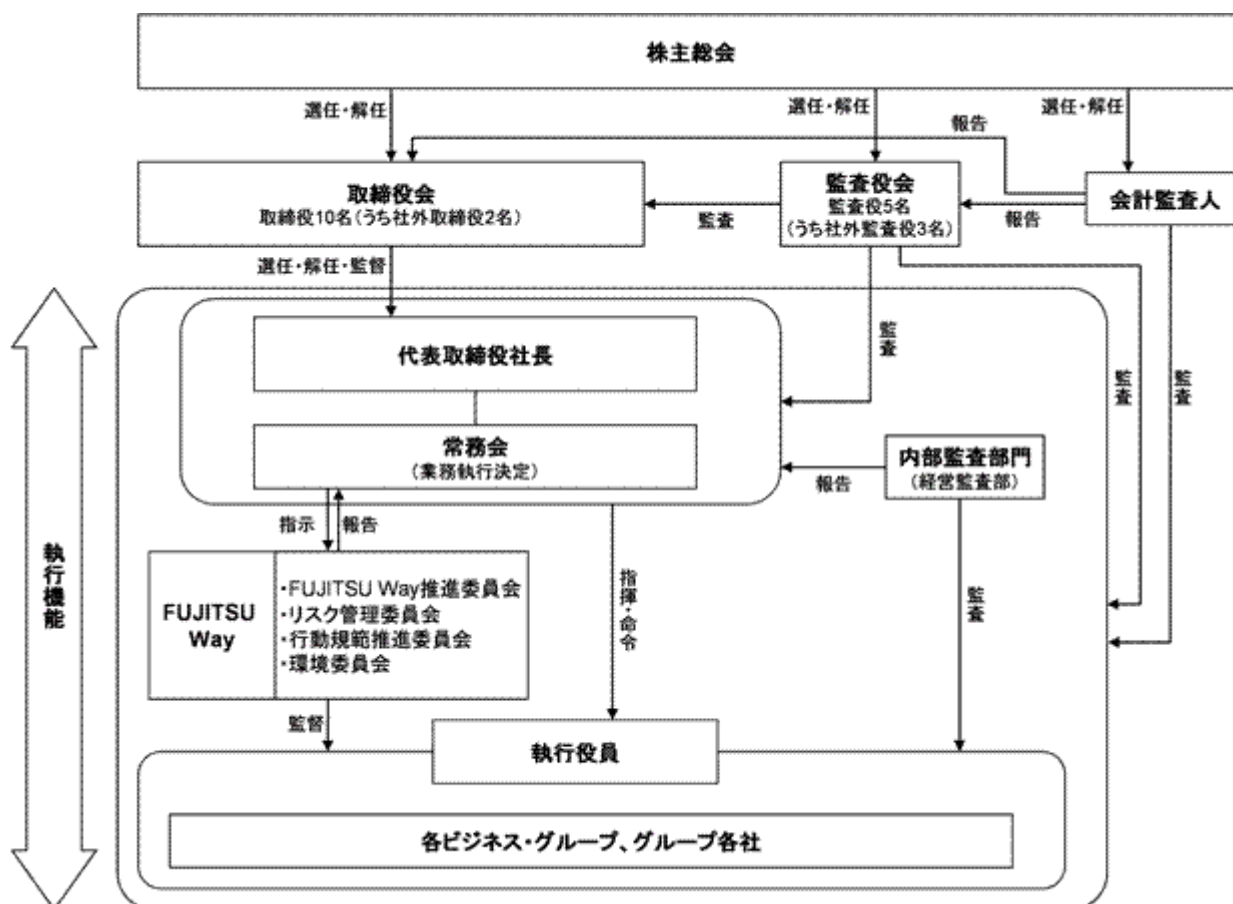 株主総会
選任・解任
選任・解任
選任・解任
報告
取締役会
取締役10名(うち社外取締役2名)
監査
監査役会
監査役5名
(うち社外監査役3名)
報告
会計監査人
選任・解任・監督
代表取締役社長
監査
監査
監査
常務会
(業務執行決定)
報告
内部監査部門
(経営監査部)
指示
報告
執行機能
FUJITSU
Way
・FUJITSU Way推進委員会
・リスク管理委員会
・行動規範推進委員会
・環境委員会
指揮・命令
監査
監督
執行役員
各ビジネス・グループ、グループ各社